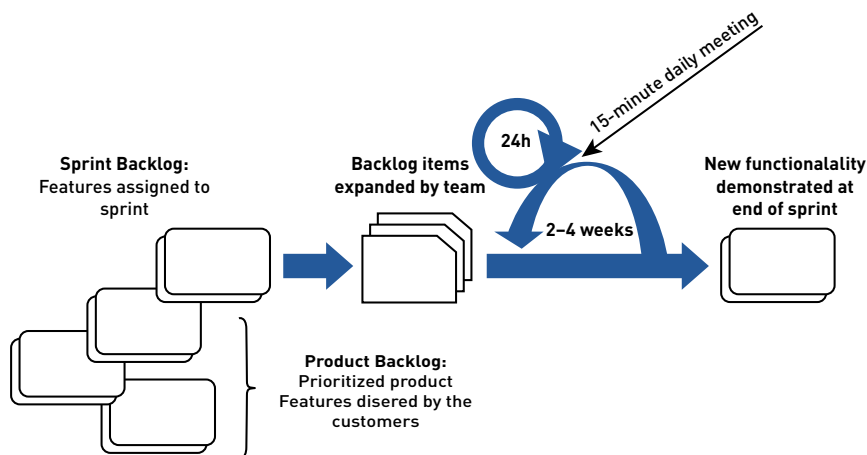 15-minute daily meeting
24h
Sprint Backlog:
Features assigned to
sprint
Backlog items
expanded by team
New functionalality
demonstrated at
end of sprint
2–4 weeks
Product Backlog:
Prioritized product
Features disered by the
customers